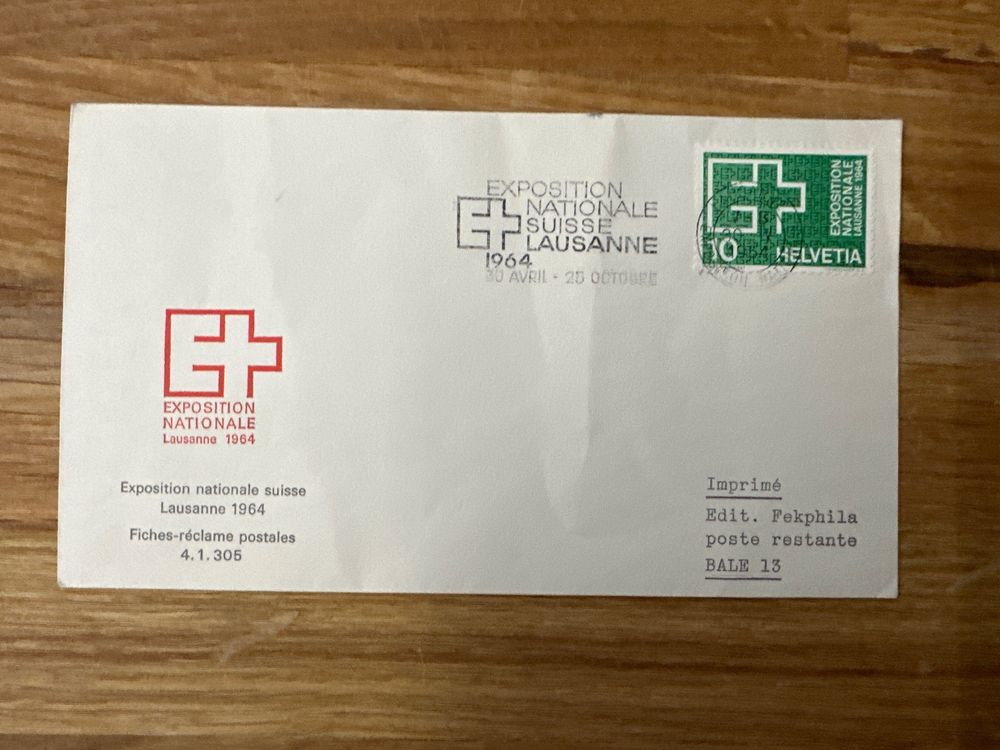 EXPOSITION
NATIONALE
SUISSE
LAUSANNE
1964
30 AVRIL - 25 OCTOBRE
EXPOSITION
NATIONALE
LAUSANNE 1964
10 HELVETIA
EXPOSITION
NATIONALE
Lausanne 1964
Exposition nationale suisse
Lausanne 1964
Fiches-réclame postales
4.1.305
Imprimé
Edit. Fekphila
poste restante
BALE 13